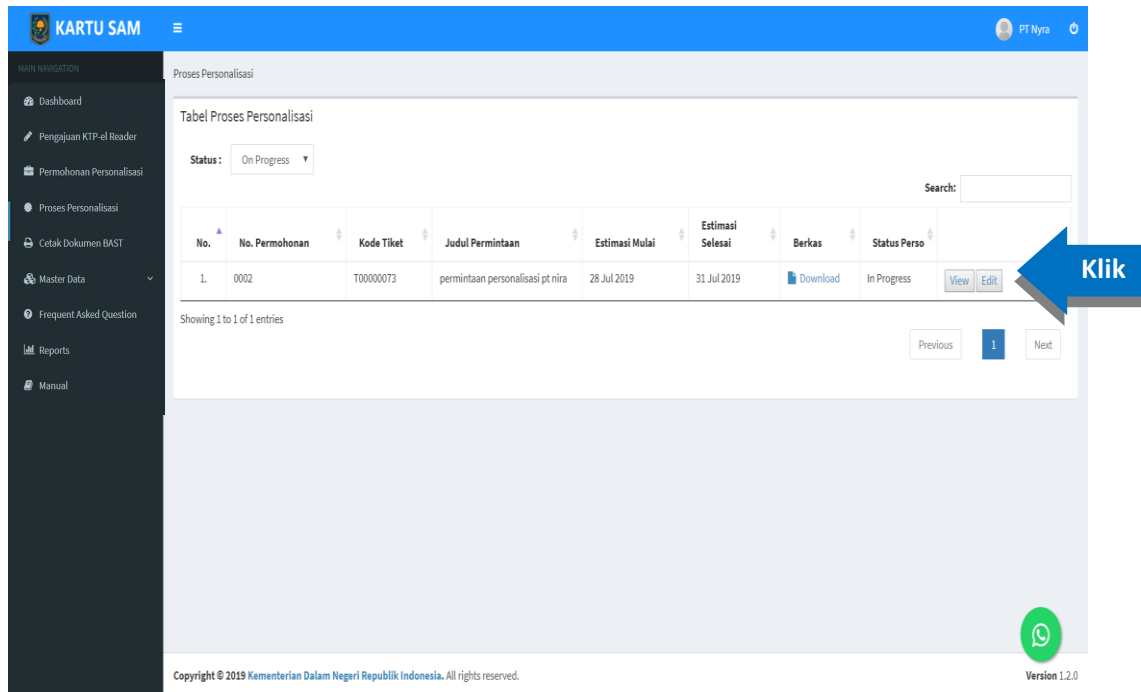 KARTU SAM
PT Nyra
MAIN NAVIGATION
Dashboard
Pengajuan KTP-el Reader
Permohonan Personalisasi
Proses Personalisasi
Cetak Dokumen BAST
Master Data
Frequent Asked Question
Reports
Manual
Proses Personalisasi
Tabel Proses Personalisasi
Status : On Progress
Search:
No. No. Permohonan Kode Tiket Judul Permintaan Estimasi Mulai Estimasi Selesai Berkas Status Perso
1. 0002 T00000073 permintaan personalisasi pt nira 28 Jul 2019 31 Jul 2019 Download In Progress View Edit
Klik
Showing 1 to 1 of 1 entries
Previous 1 Next
Copyright © 2019 Kementerian Dalam Negeri Republik Indonesia. All rights reserved.
Version 1.2.0